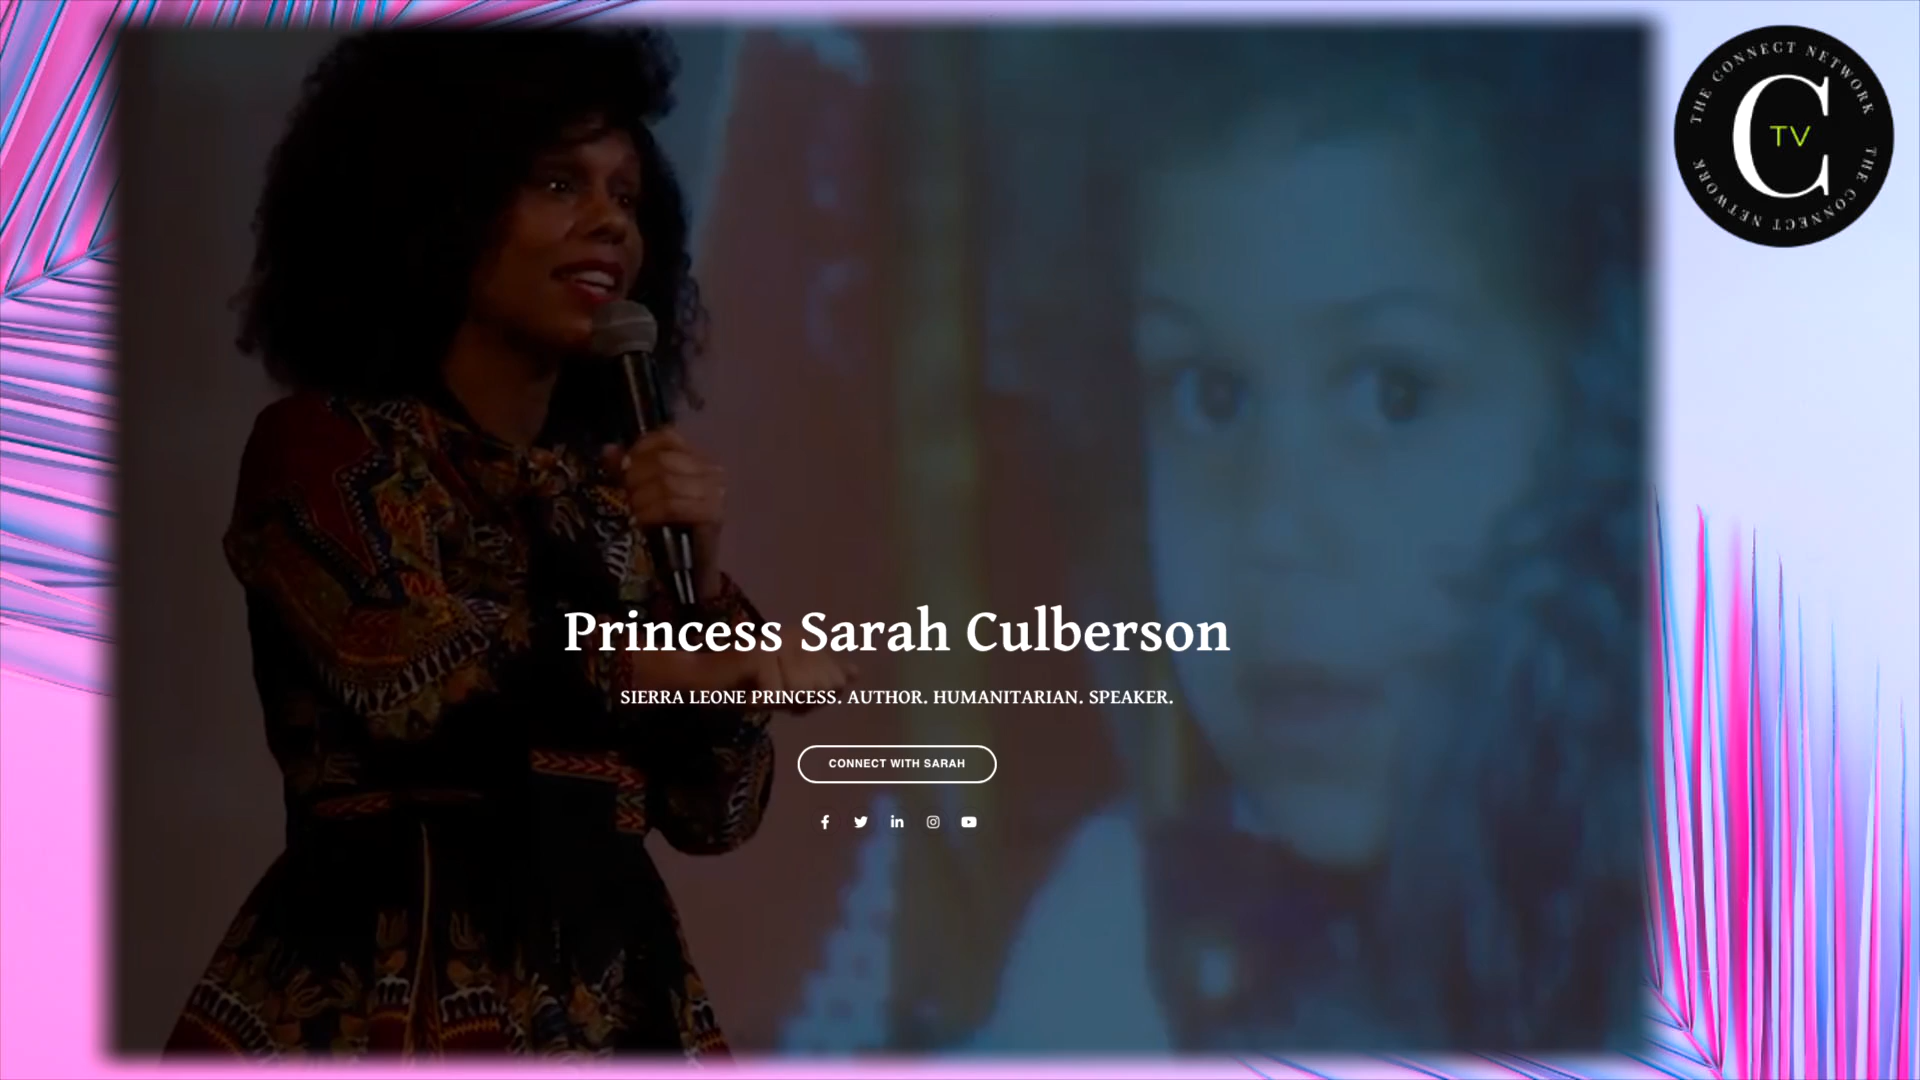 THE CONNECT NETWORK
THE CONNECT NETWORK
C
TV
Princess Sarah Culberson
SIERRA LEONE PRINCESS. AUTHOR. HUMANITARIAN. SPEAKER.
CONNECT WITH SARAH